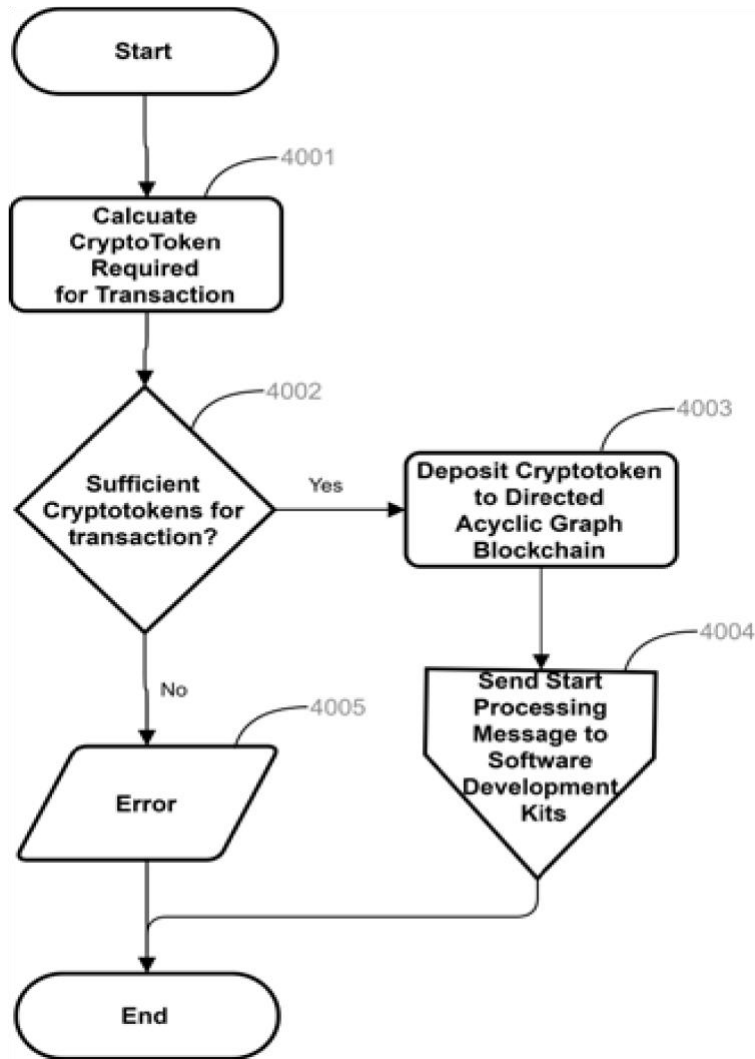 Start
4001
Calcuate
CryptoToken
Required
for Transaction
4002
Sufficient
Cryptotokens for
transaction?
Yes
4003
Deposit Cryptotoken
to Directed
Acyclic Graph
Blockchain
4004
Send Start
Processing
Message to
Software
Development
Kits
No
4005
Error
End